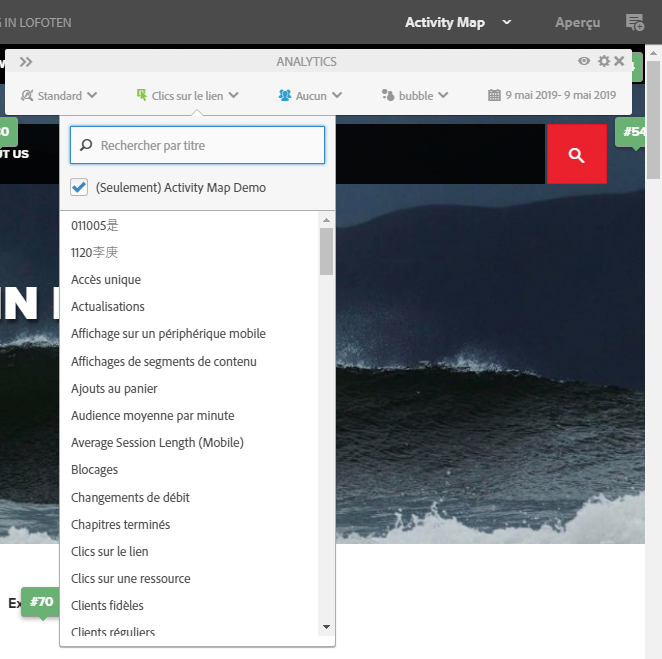 IN LOFOTEN
Activity Map
Aperçu
ANALYTICS
Standard
Clics sur le lien
Aucun
bubble
9 mai 2019- 9 mai 2019
#54
UT US
Rechercher par titre
(Seulement) Activity Map Demo
011005是
1120李庚
Accès unique
Actualisations
Affichage sur un périphérique mobile
Affichages de segments de contenu
Ajouts au panier
Audience moyenne par minute
Average Session Length (Mobile)
Blocages
Changements de débit
Chapitres terminés
Clics sur le lien
Clics sur une ressource
Clients fidèles
Clients réguliers
IN
Ex
#70